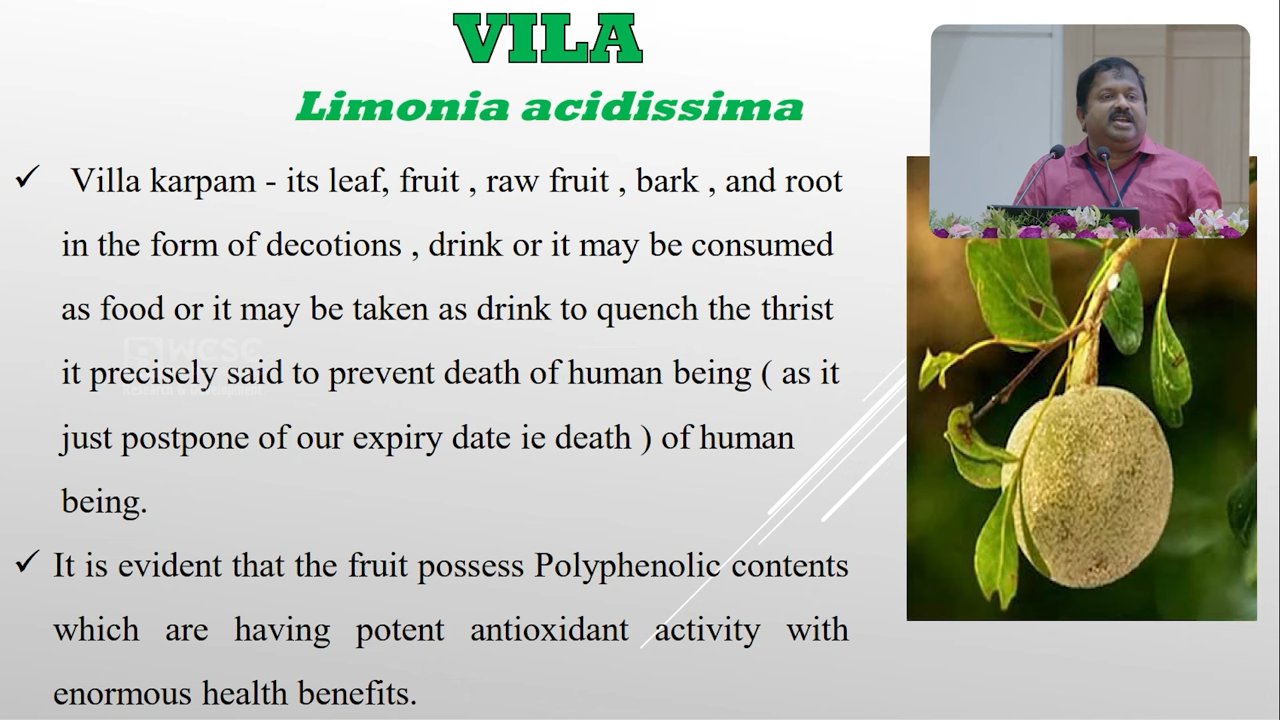 VILA
Limonia acidissima
✓ Villa karpam - its leaf, fruit , raw fruit , bark , and root
in the form of decotions , drink or it may be consumed
as food or it may be taken as drink to quench the thrist
it precisely said to prevent death of human being ( as it
just postpone of our expiry date ie death ) of human
being.
✓ It is evident that the fruit possess Polyphenolic contents
which are having potent antioxidant activity with
enormous health benefits.
WCSC